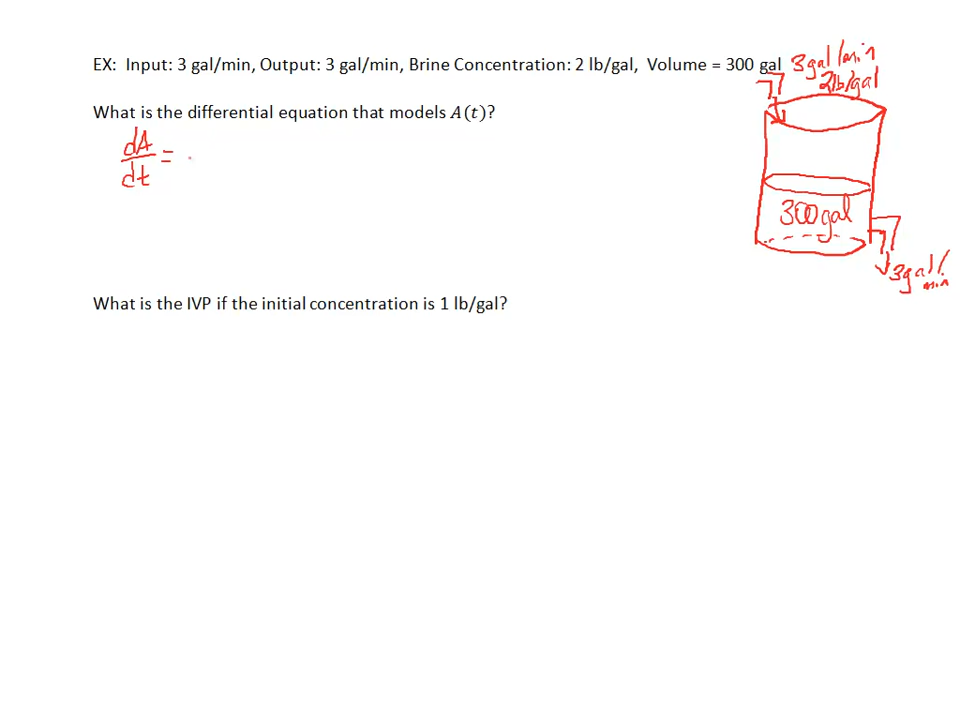 EX: Input: 3 gal/min, Output: 3 gal/min, Brine Concentration: 2 lb/gal, Volume = 300 gal
3gal/min
2lb/gal
What is the differential equation that models A(t)?
dA/dt =
300gal
3gal/min
What is the IVP if the initial concentration is 1 lb/gal?